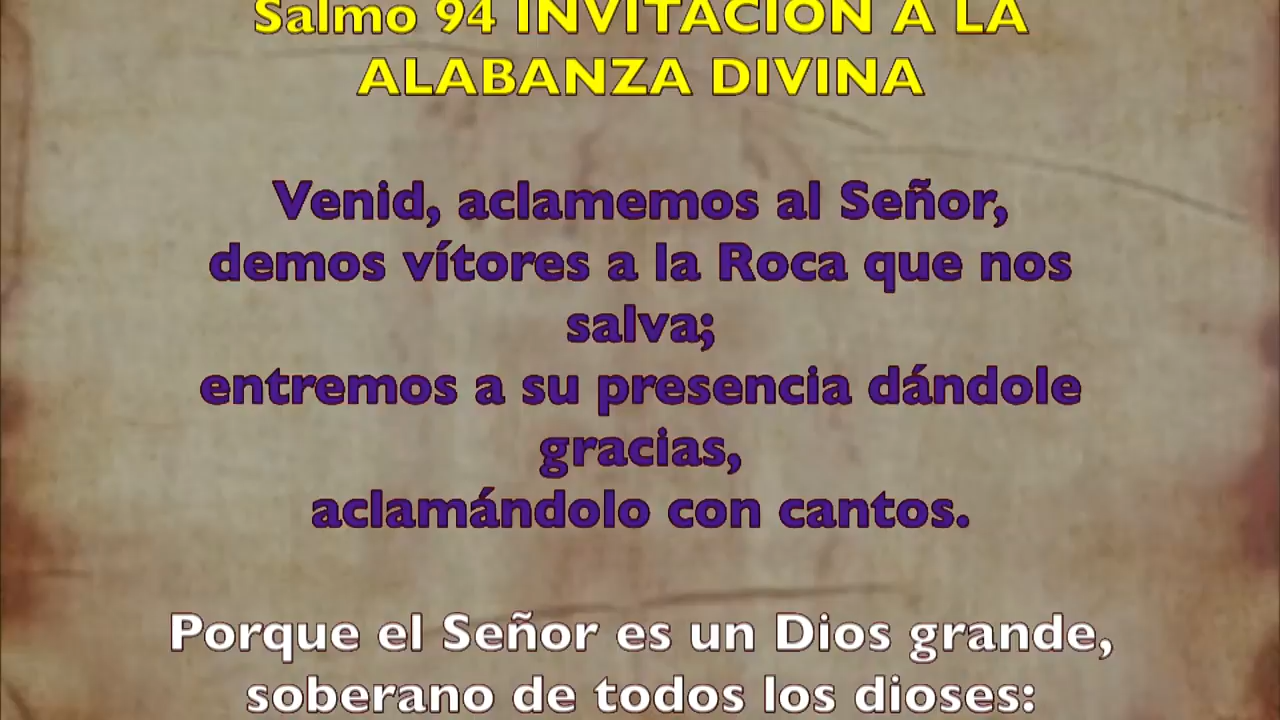 Salmo 94 INVITACIÓN A LA
ALABANZA DIVINA
Venid, aclamemos al Señor,
demos vítores a la Roca que nos
salva;
entremos a su presencia dándole
gracias,
aclamándolo con cantos.
Porque el Señor es un Dios grande,
soberano de todos los dioses: